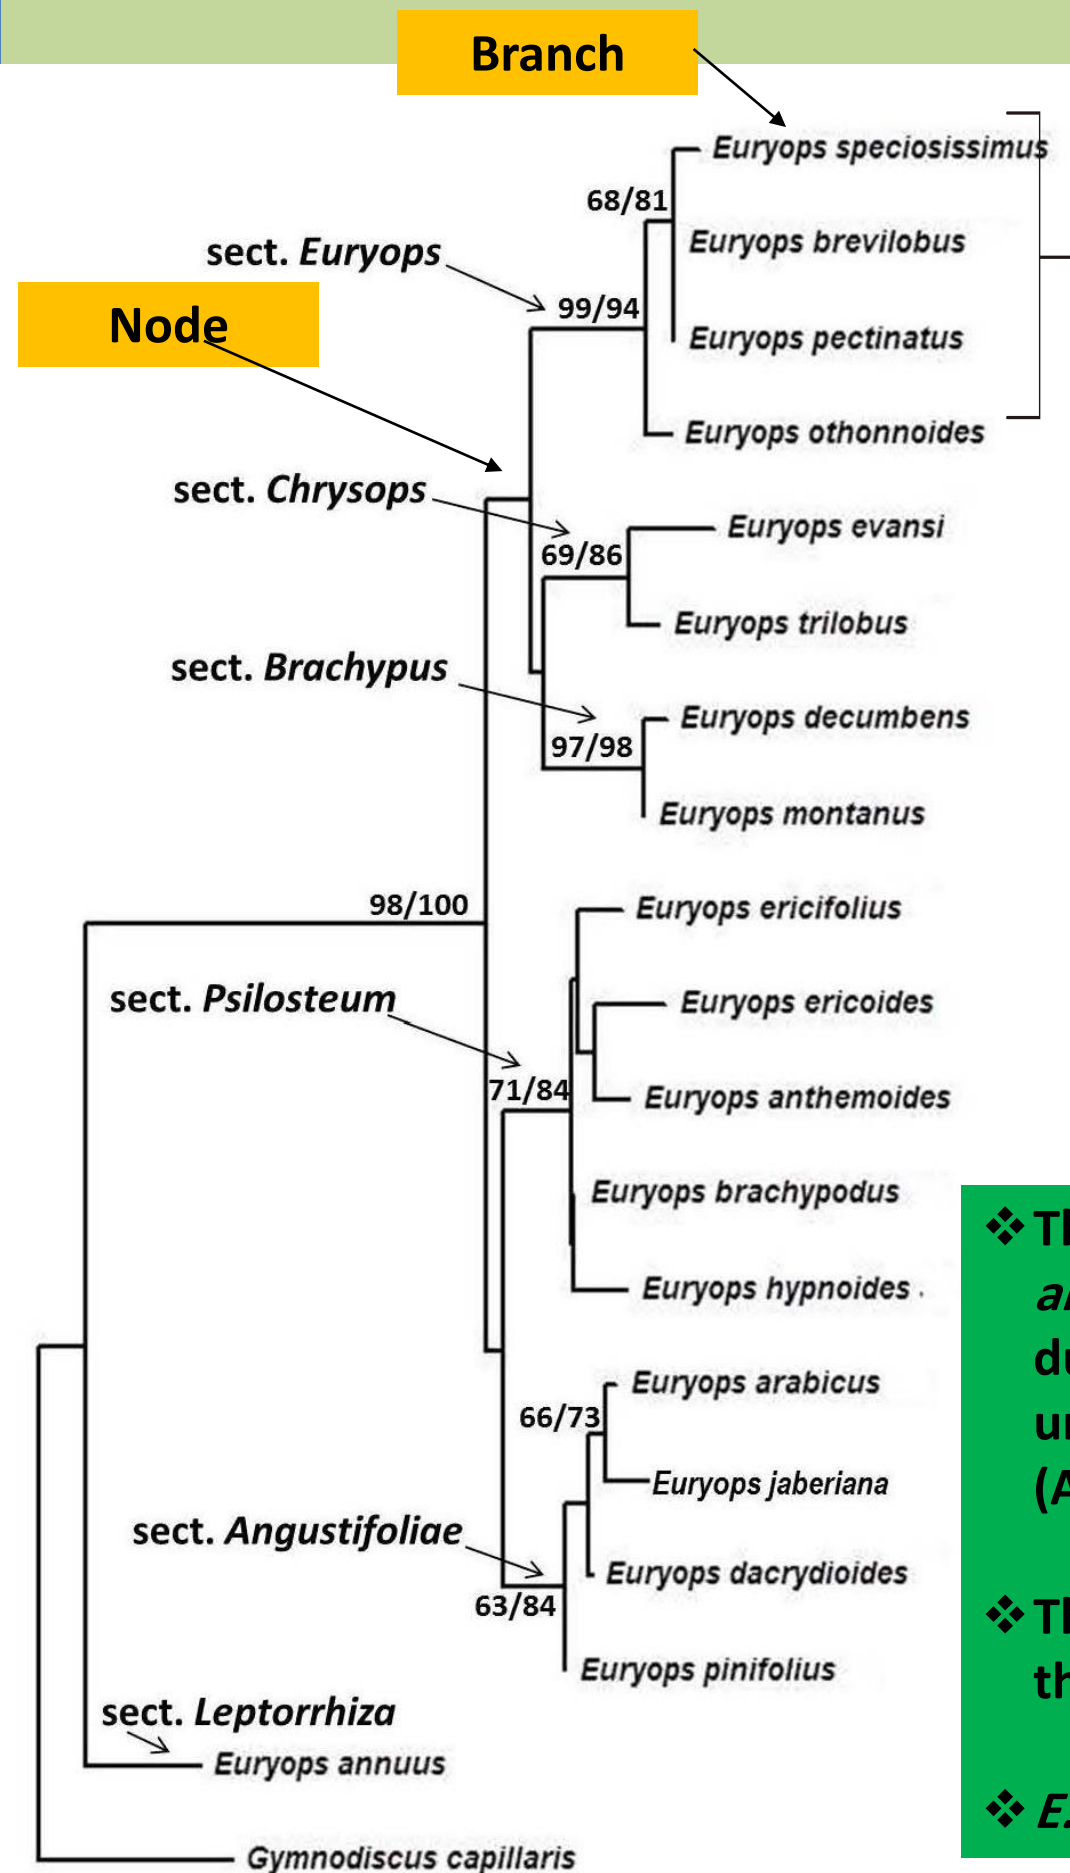 Branch
Euryops speciosissimus
68/81
sect. Euryops
Euryops brevilobus
99/94
Node
Euryops pectinatus
Euryops othonnoides
sect. Chrysops
Euryops evansi
69/86
Euryops trilobus
sect. Brachypus
Euryops decumbens
97/98
Euryops montanus
98/100
Euryops ericifolius
sect. Psilosteum
Euryops ericoides
71/84
Euryops anthemoides
Euryops brachypodus
Euryops hypnoides .
Euryops arabicus
66/73
Euryops jaberiana
sect. Angustifoliae
Euryops dacrydioides
63/84
Euryops pinifolius
sect. Leptorrhiza
Euryops annuus
Gymnodiscus capillaris
❖ 
(A
❖ 
❖ E.